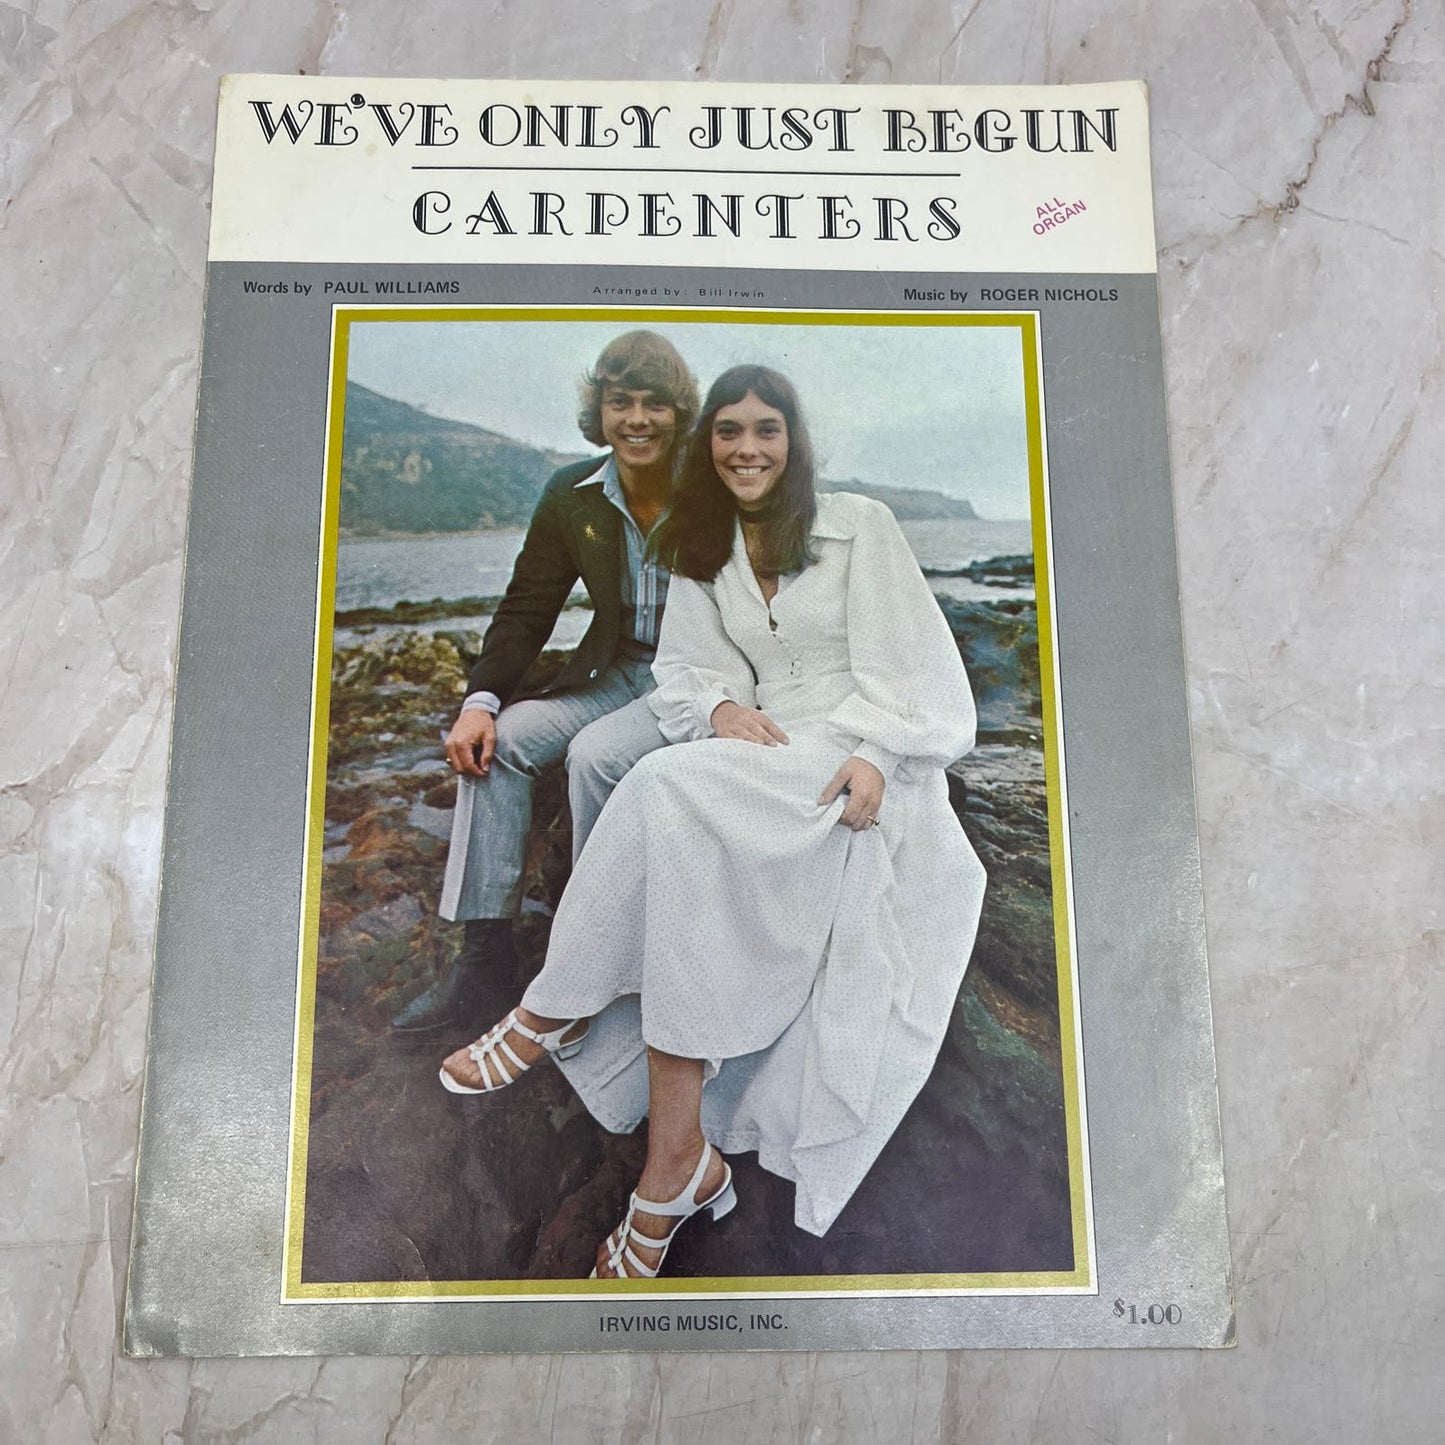 WE'VE ONLY JUST BEGUN
CARPENTERS
ALL
ORGAN
Words by PAUL WILLIAMS
Arranged by: Bill Irwin
Music by ROGER NICHOLS
IRVING MUSIC, INC.
$1.00